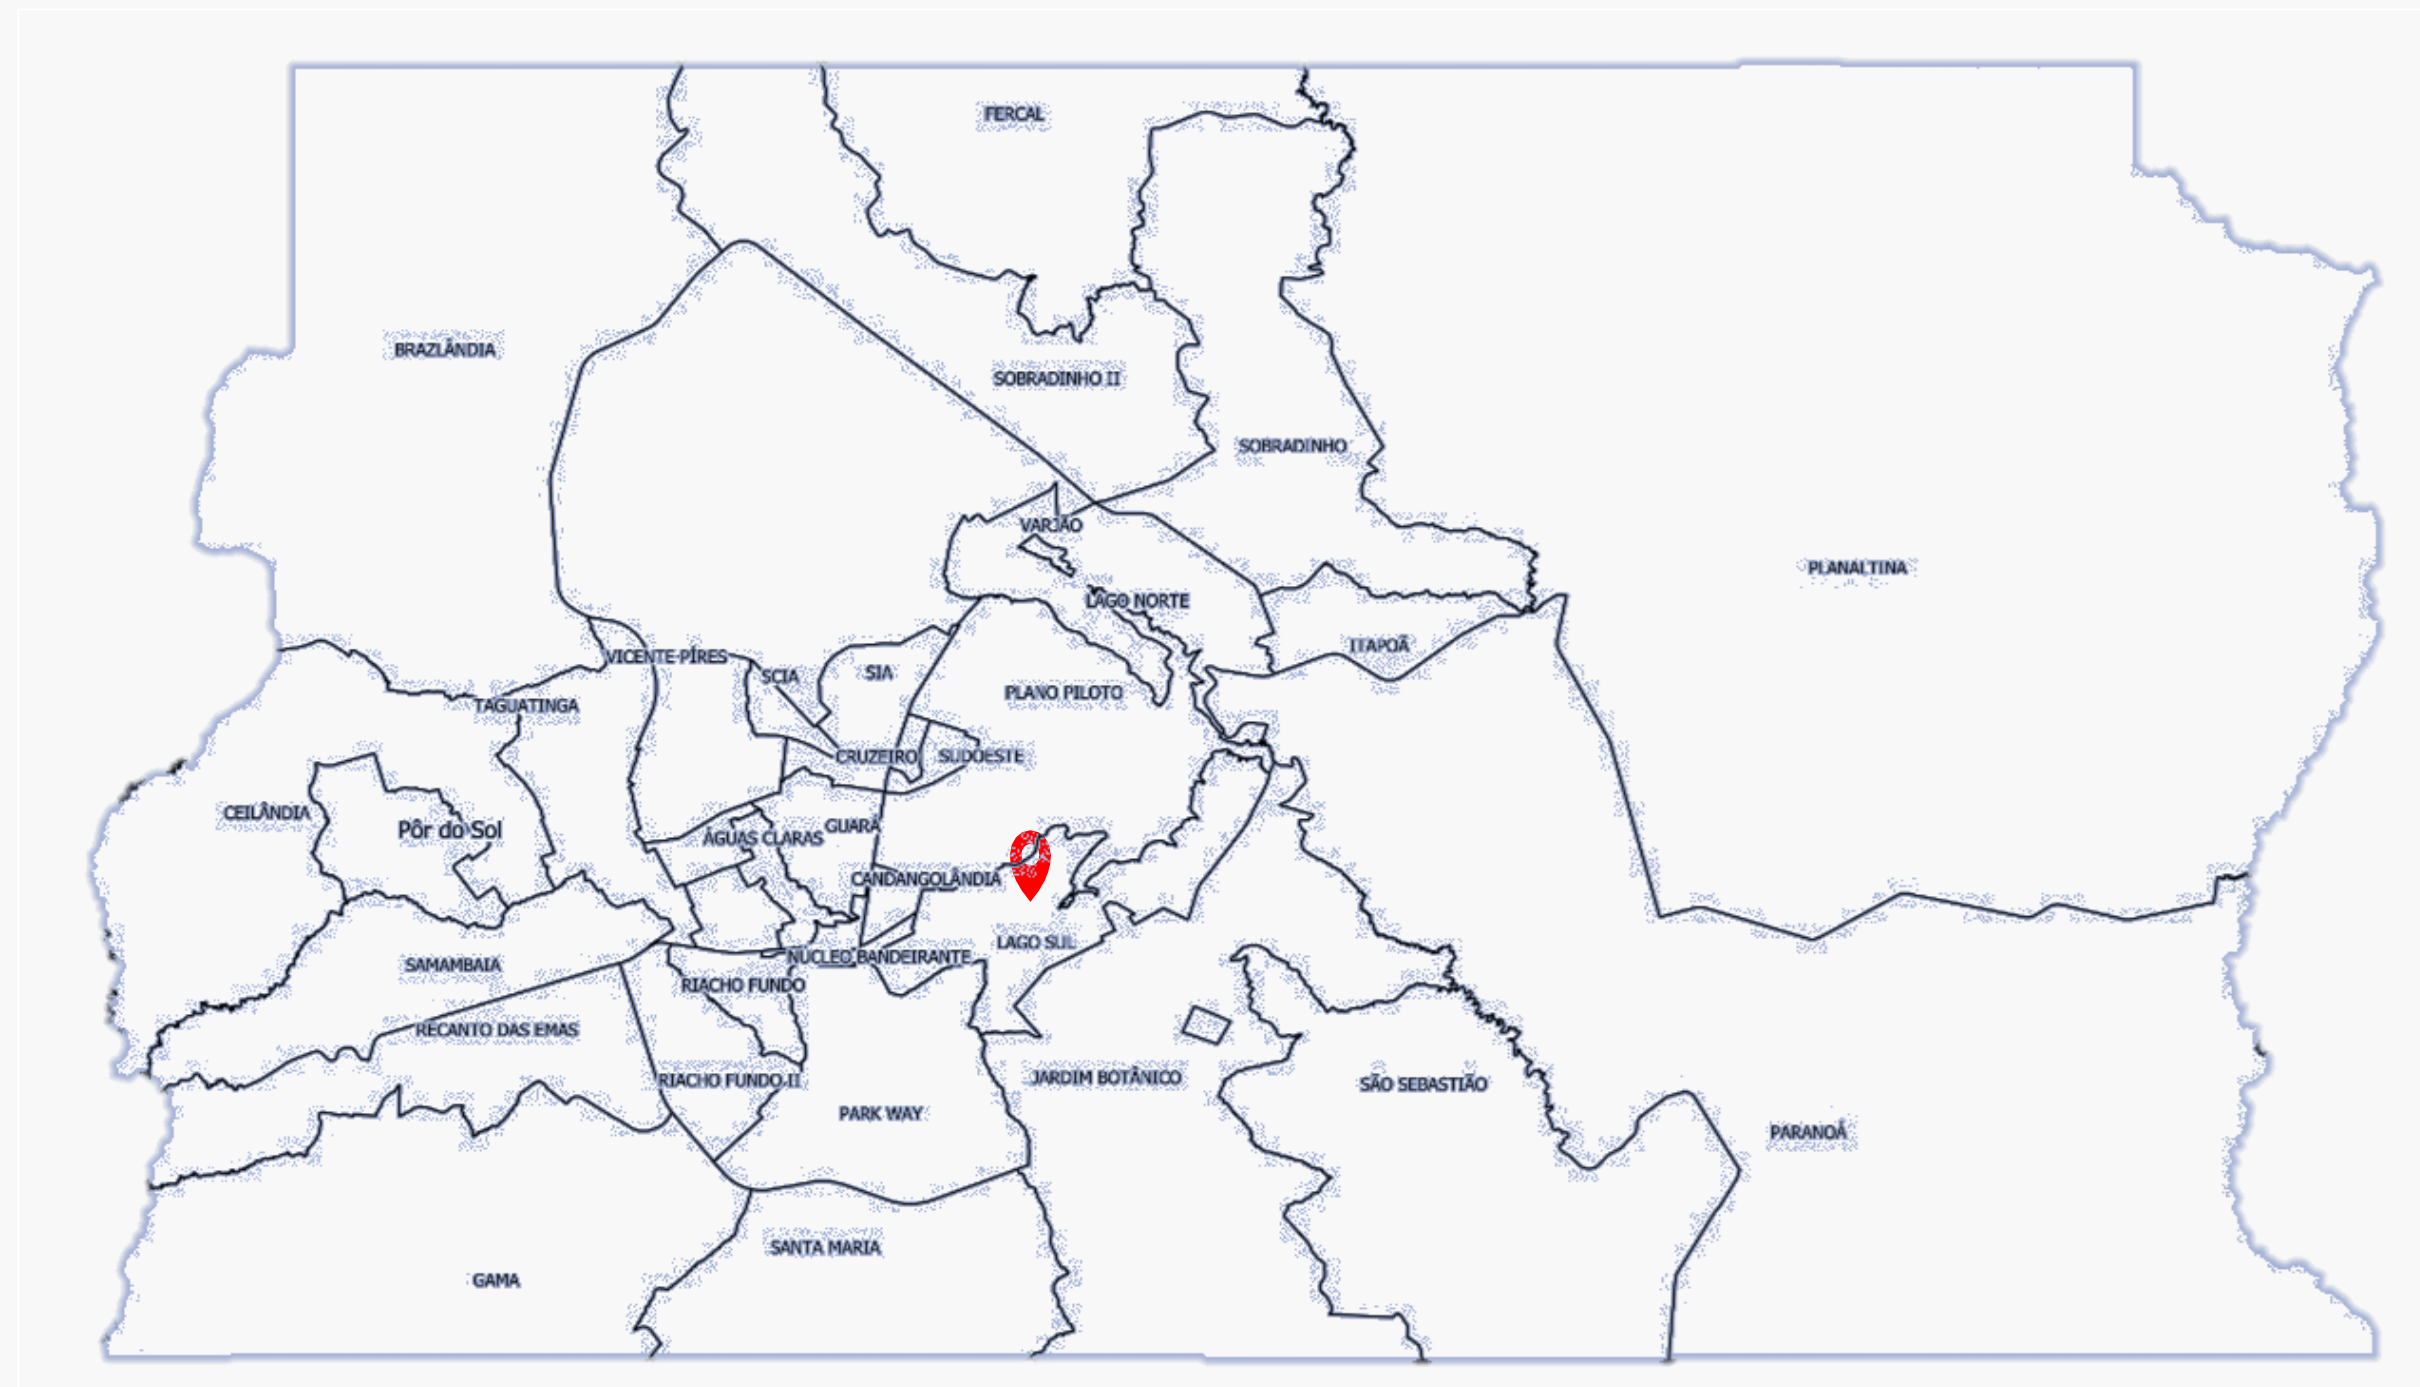 FERCAL
BRAZLÂNDIA
SOBRADINHO II
SOBRADINHO
VARJÃO
PLANALTINA
LAGO NORTE
ITAPOÃ
VICENTE PÍRES
SCIA
SIA
PLANO PILOTO
TAGUATINGA
CRUZEIRO
SUDOESTE
CEILÂNDIA
Pôr do Sol
ÁGUAS CLARAS
GUARÁ
CANDANGOLÂNDIA
LAGO SUL
NÚCLEO BANDEIRANTE
SAMAMBAIA
RIACHO FUNDO
RECANTO DAS EMAS
RIACHO FUNDO II
JARDIM BOTÂNICO
SÃO SEBASTIÃO
PARK WAY
PARANOÁ
SANTA MARIA
GAMA